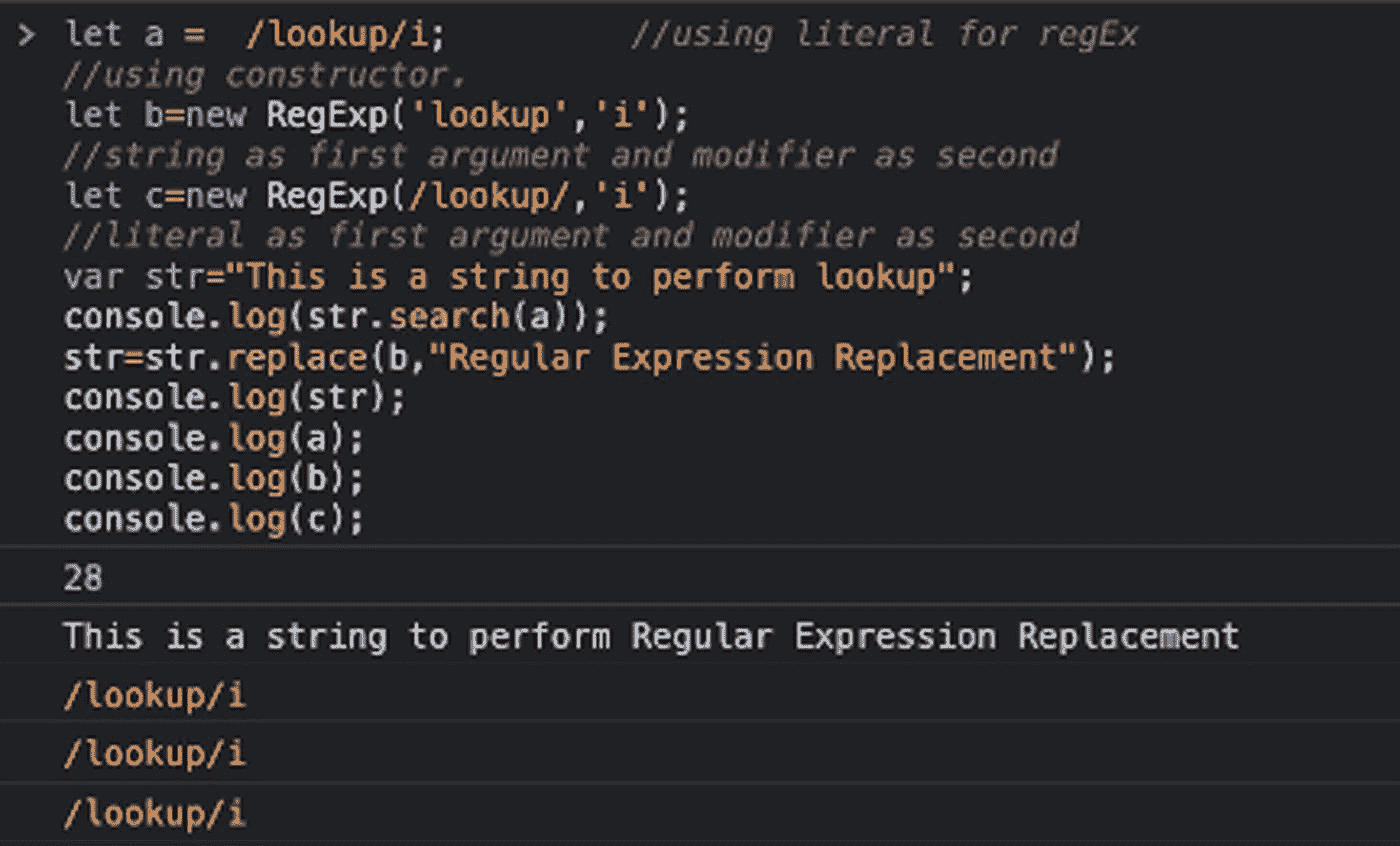 > let a =  /lookup/i;         //using literal for regEx
//using constructor.
let b=new RegExp('lookup','i');
//string as first argument and modifier as second
let c=new RegExp(/lookup/,'i');
//literal as first argument and modifier as second
var str="This is a string to perform lookup";
console.log(str.search(a));
str=str.replace(b,"Regular Expression Replacement");
console.log(str);
console.log(a);
console.log(b);
console.log(c);
28
This is a string to perform Regular Expression Replacement
/lookup/i
/lookup/i
/lookup/i